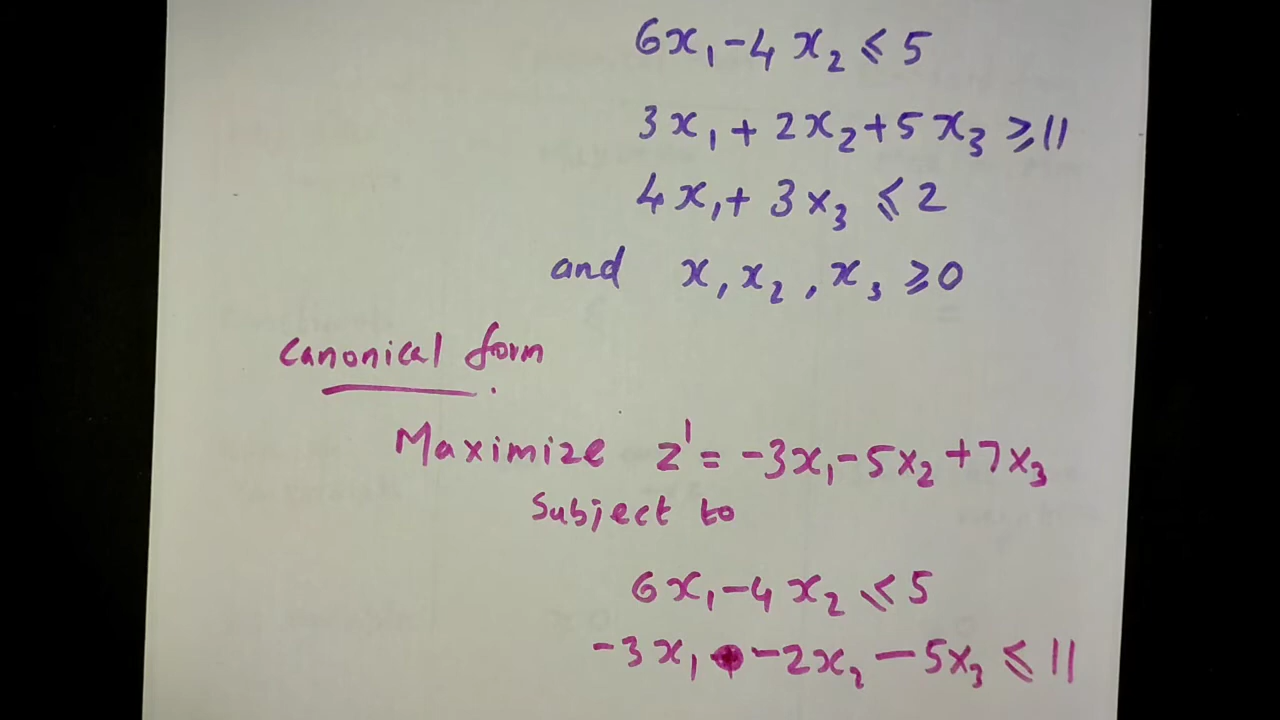 6x₁ - 4x₂ ≤ 5
3x₁ + 2x₂ + 5x₃ ≥ 11
4x₁ + 3x₃ ≤ 2
and x, x₂, x₃ ≥ 0
Canonical form
Maximize z' = -3x₁ - 5x₂ + 7x₃
Subject to
6x₁ - 4x₂ ≤ 5
-3x₁ - 2x₂ - 5x₃ ≤ 11